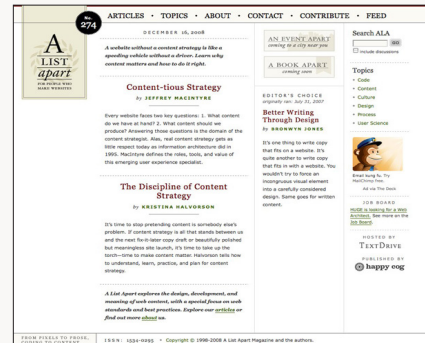 No.
274
ARTICLES • TOPICS • ABOUT • CONTACT • CONTRIBUTE • FEED
A
LIST
apart
FOR PEOPLE WHO
MAKE WEBSITES
DECEMBER 16, 2008
A website without a content strategy is like a
speeding vehicle without a driver. Learn why
content matters and how to do it right.
Content-tious Strategy
by JEFFREY MACINTYRE
Every website faces two key questions: 1. What content
do we have at hand? 2. What content should we
produce? Answering those questions is the domain of the
content strategist. Alas, real content strategy gets as
little respect today as information architecture did in
1995. MacIntyre defines the roles, tools, and value of
this emerging user experience specialist.
The Discipline of Content
Strategy
by KRISTINA HALVORSON
It's time to stop pretending content is somebody else's
problem. If content strategy is all that stands between us
and the next fix-it-later copy draft or beautifully polished
but meaningless site launch, it's time to take up the
torch—time to make content matter. Halvorson tells how
to understand, learn, practice, and plan for content
strategy.
A List Apart explores the design, development, and
meaning of web content, with a special focus on web
standards and best practices. Explore our articles or
find out more about us.
AN EVENT APART
coming to a city near you
A BOOK APART
coming soon
EDITOR'S CHOICE
originally ran: July 31, 2007
Better Writing
Through Design
by BRONWYN JONES
It's one thing to write copy
that fits on a website. It's
quite another to write copy
that fits in with a website. You
wouldn't try to force an
incongruous visual element
into a carefully considered
design. Same goes for written
content.
Search ALA
GO
include discussions
Topics
• Code
• Content
• Culture
• Design
• Process
• User Science
Email kung fu. Try
MailChimp free.
Ad via The Deck
JOB BOARD
HUGE is looking for a Web
Architect. See more on the
Job Board.
HOSTED BY
TEXTDRIVE
PUBLISHED BY
happy cog
FROM PIXELS TO PROSE,
CODING TO CONTENT
ISSN: 1534-0295 • Copyright © 1998-2008 A List Apart Magazine and the authors.